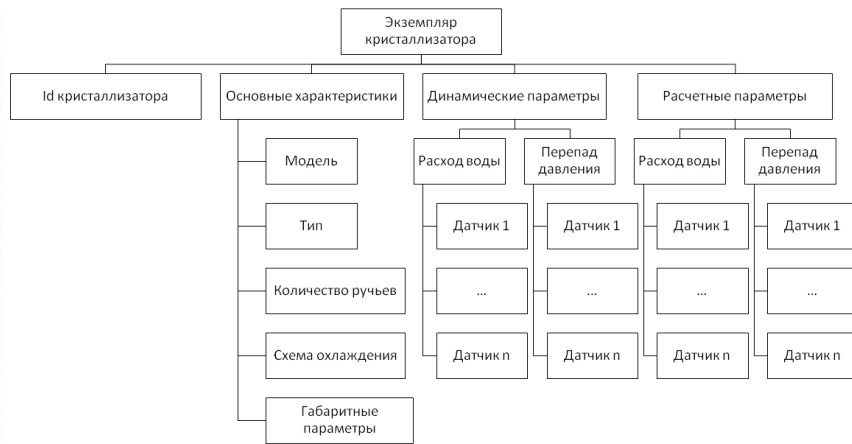 Экземпляр
кристаллизатора
Id кристаллизатора
Основные характеристики
Динамические параметры
Расчетные параметры
Модель
Тип
Количество ручьев
Схема охлаждения
Габаритные
параметры
Расход воды
Датчик 1
...
Датчик n
Перепад
давления
Датчик 1
...
Датчик n
Расход воды
Датчик 1
...
Датчик n
Перепад
давления
Датчик 1
...
Датчик n